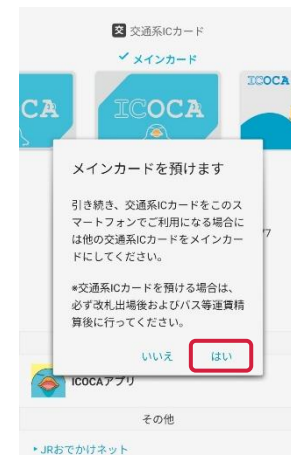 交 交通系ICカード
メインカード
ICOCA
CA
ICOCA
メインカードを預けます
引き続き、交通系ICカードをこのス
マートフォンでご利用になる場合に
は他の交通系ICカードをメインカー
ドにしてください。
*交通系ICカードを預ける場合は、
必ず改札出場後およびバス等運賃精
算後に行ってください。
いいえ はい
ICOCAアプリ
その他
JRおでかけネット